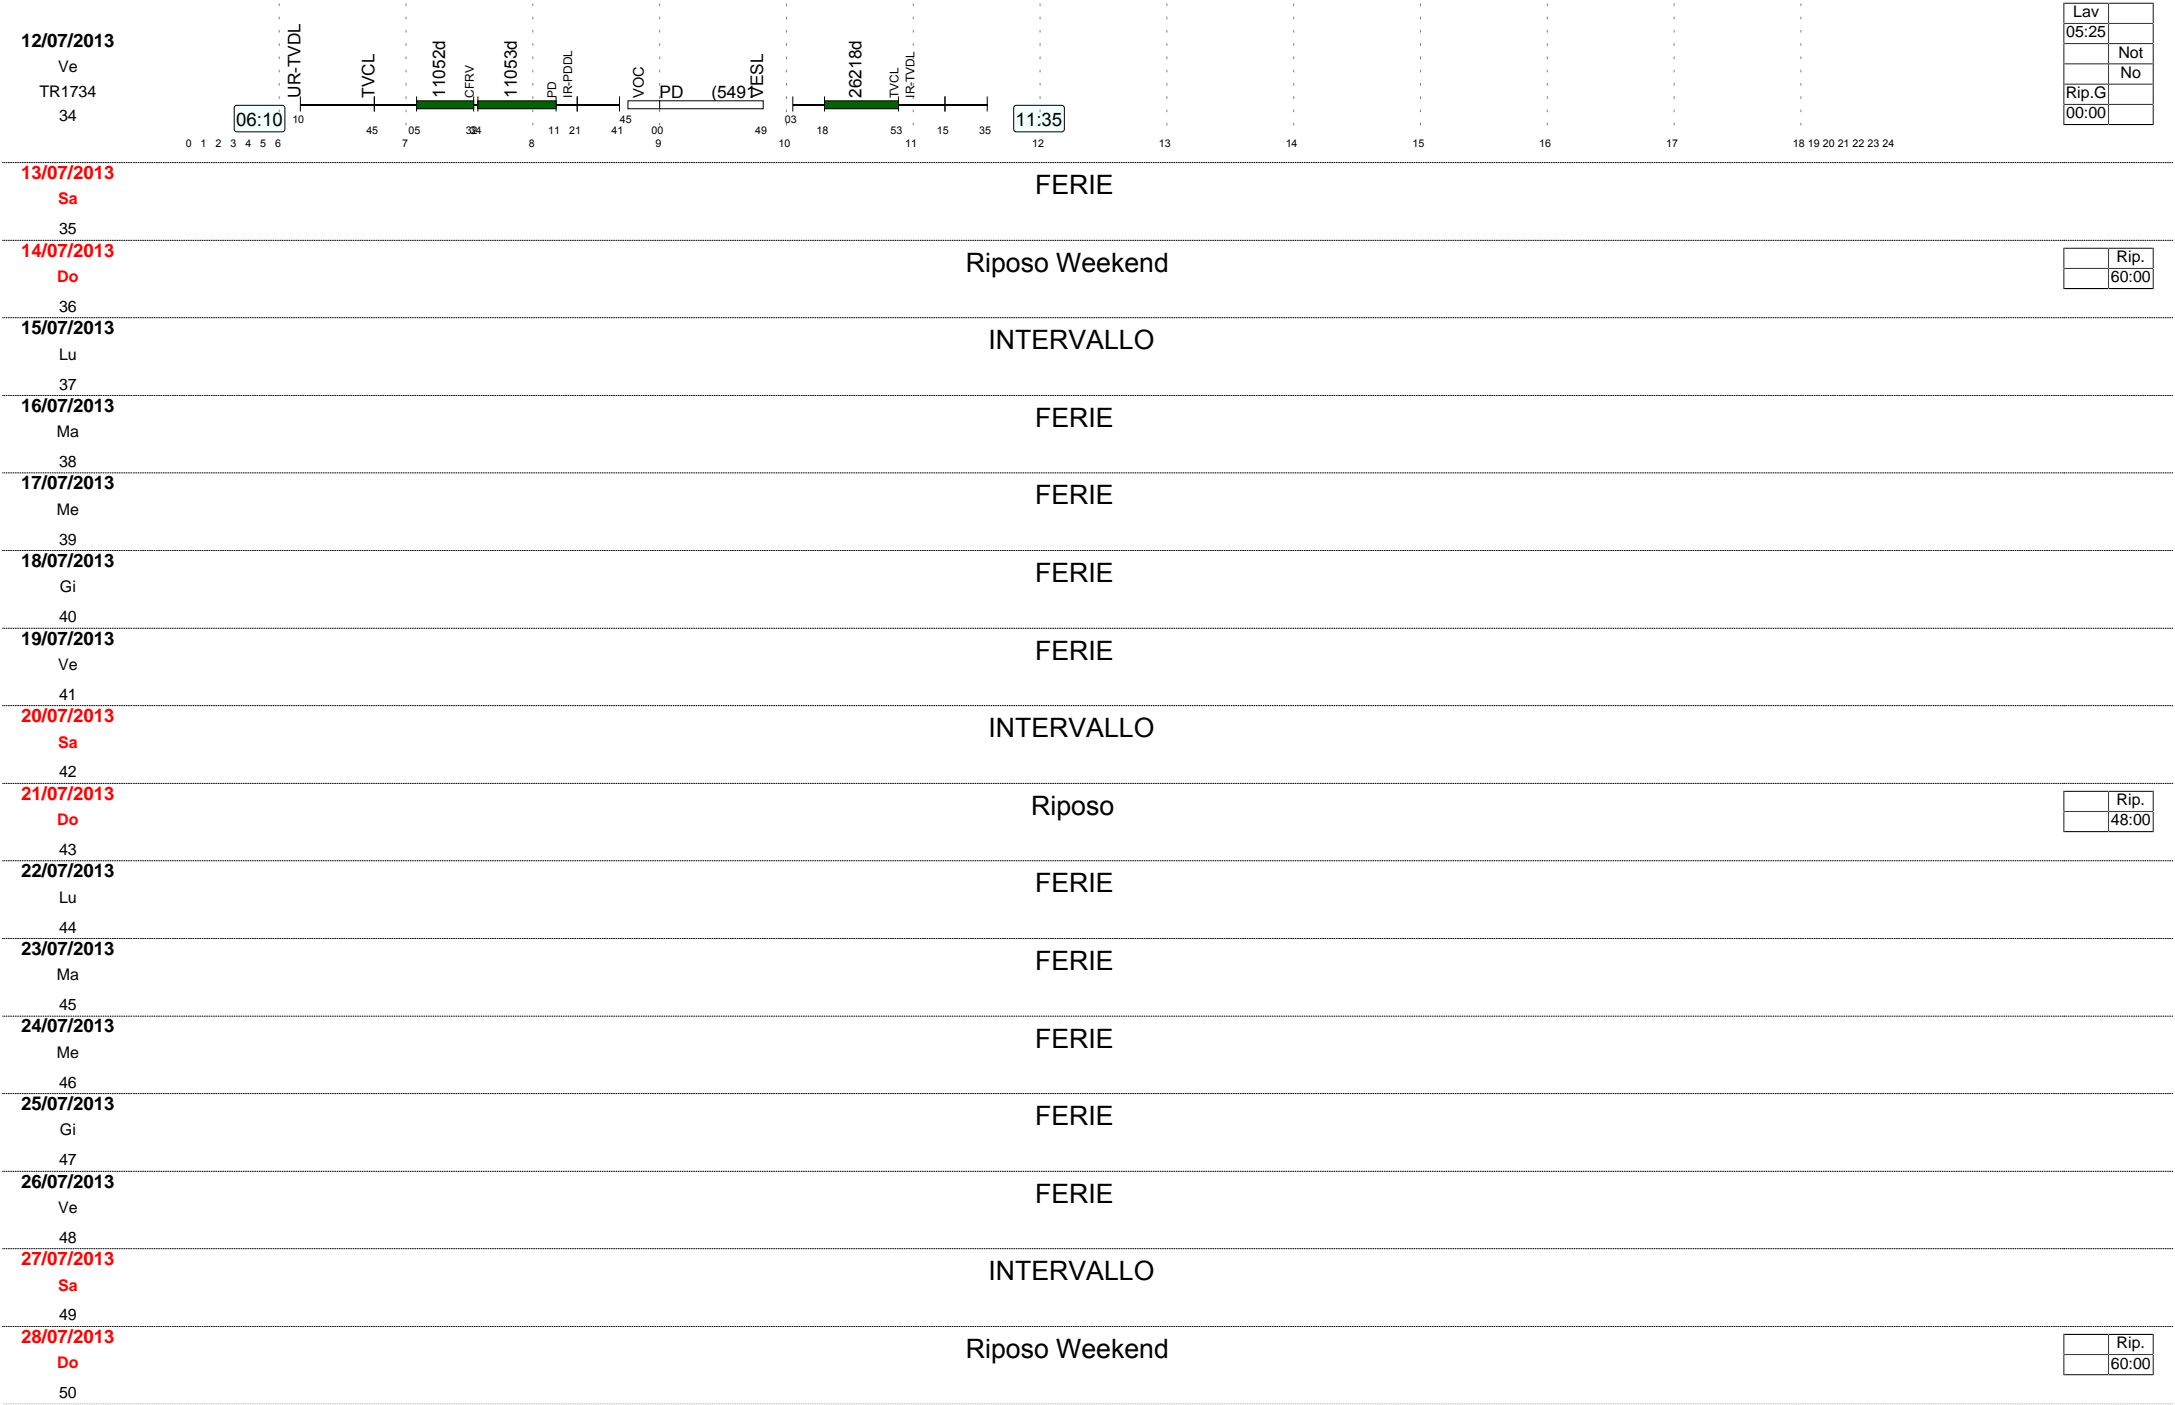 12/07/2013
Ve
TR1734
34
06:10
UR-TVDL
TVCL
11052d
CFRV
11053d
PD
IR-PDDL
VOC
PD (5491
VESL
26218d
TVCL
IR-TVDL
11:35
10 45 05 34 11 21 41 45 00 49 03 18 53 15 35
0 1 2 3 4 5 6 7 8 9 10 11 12 13 14 15 16 17 18 19 20 21 22 23 24
Lav
05:25
Not
No
Rip.G
00:00
13/07/2013
Sa
35
FERIE
14/07/2013
Do
36
Riposo Weekend
Rip.
60:00
15/07/2013
Lu
37
INTERVALLO
16/07/2013
Ma
38
FERIE
17/07/2013
Me
39
FERIE
18/07/2013
Gi
40
FERIE
19/07/2013
Ve
41
FERIE
20/07/2013
Sa
42
INTERVALLO
21/07/2013
Do
43
Riposo
Rip.
48:00
22/07/2013
Lu
44
FERIE
23/07/2013
Ma
45
FERIE
24/07/2013
Me
46
FERIE
25/07/2013
Gi
47
FERIE
26/07/2013
Ve
48
FERIE
27/07/2013
Sa
49
INTERVALLO
28/07/2013
Do
50
Riposo Weekend
Rip.
60:00